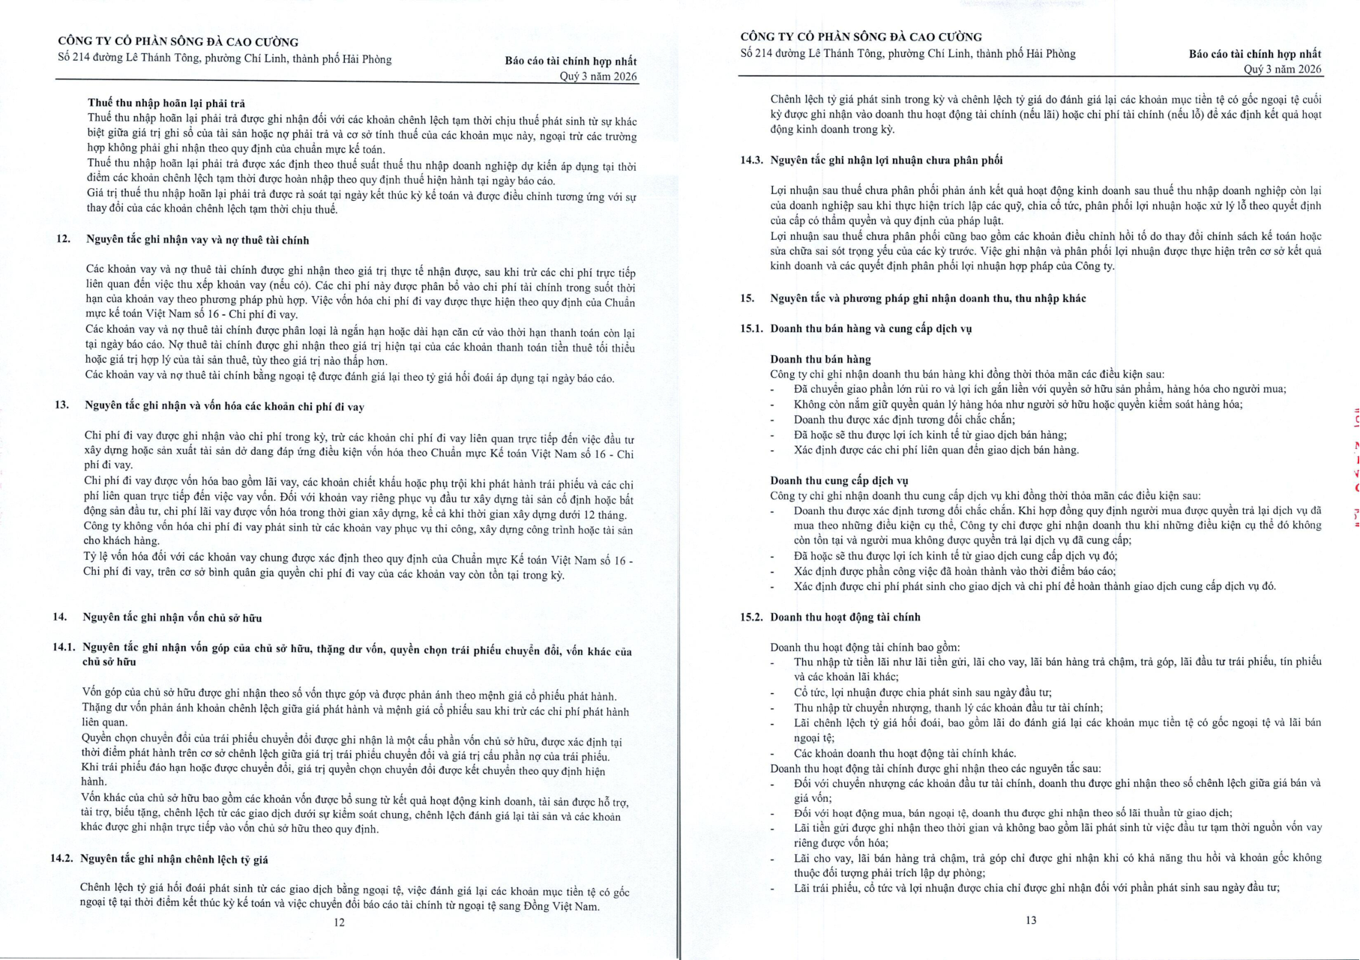 CÔNG TY CỔ PHẦN SÔNG ĐÀ CAO CƯỜNG
Số 214 đường Lê Thánh Tông, phường Chí Linh, thành phố Hải Phòng
Báo cáo tài chính hợp nhất
Quý 3 năm 2026
Thuế thu nhập hoãn lại phải trả
Thuế thu nhập hoãn lại phải trả được ghi nhận đối với các khoản chênh lệch tạm thời chịu thuế phát sinh từ sự khác
biệt giữa giá trị ghi sổ của tài sản hoặc nợ phải trả và cơ sở tính thuế của các khoản mục này, ngoại trừ các trường
hợp không phải ghi nhận theo quy định của chuẩn mực kế toán.
Thuế thu nhập hoãn lại phải trả được xác định theo thuế suất thuế thu nhập doanh nghiệp dự kiến áp dụng tại thời
điểm các khoản chênh lệch tạm thời được hoàn nhập theo quy định thuế hiện hành tại ngày báo cáo.
Giá trị thuế thu nhập hoãn lại phải trả được rà soát tại ngày kết thúc kỳ kế toán và được điều chỉnh tương ứng với sự
thay đổi của các khoản chênh lệch tạm thời chịu thuế.
12. Nguyên tắc ghi nhận vay và nợ thuê tài chính
Các khoản vay và nợ thuê tài chính được ghi nhận theo giá trị thực tế nhận được, sau khi trừ các chi phí trực tiếp
liên quan đến việc thu xếp khoản vay (nếu có). Các chi phí này được phân bổ vào chi phí tài chính trong suốt thời
hạn của khoản vay theo phương pháp phù hợp. Việc vốn hóa chi phí đi vay được thực hiện theo quy định của Chuẩn
mực kế toán Việt Nam số 16 - Chi phí đi vay.
Các khoản vay và nợ thuê tài chính được phân loại là ngắn hạn hoặc dài hạn căn cứ vào thời hạn thanh toán còn lại
tại ngày báo cáo. Nợ thuê tài chính được ghi nhận theo giá trị hiện tại của các khoản thanh toán tiền thuê tối thiểu
hoặc giá trị hợp lý của tài sản thuê, tùy theo giá trị nào thấp hơn.
Các khoản vay và nợ thuê tài chính bằng ngoại tệ được đánh giá lại theo tỷ giá hối đoái áp dụng tại ngày báo cáo.
13. Nguyên tắc ghi nhận và vốn hóa các khoản chi phí đi vay
Chi phí đi vay được ghi nhận vào chi phí trong kỳ, trừ các khoản chi phí đi vay liên quan trực tiếp đến việc đầu tư
xây dựng hoặc sản xuất tài sản dở dang đáp ứng điều kiện vốn hóa theo Chuẩn mực Kế toán Việt Nam số 16 - Chi
phí đi vay.
Chi phí đi vay được vốn hóa bao gồm lãi vay, các khoản chiết khấu hoặc phụ trội khi phát hành trái phiếu và các chi
phí liên quan trực tiếp đến việc vay vốn. Đối với khoản vay riêng phục vụ đầu tư xây dựng tài sản cố định hoặc bất
động sản đầu tư, chi phí lãi vay được vốn hóa trong thời gian xây dựng, kể cả khi thời gian xây dựng dưới 12 tháng.
Công ty không vốn hóa chi phí đi vay phát sinh từ các khoản vay phục vụ thi công, xây dựng công trình hoặc tài sản
cho khách hàng.
Tỷ lệ vốn hóa đối với các khoản vay chung được xác định theo quy định của Chuẩn mực Kế toán Việt Nam số 16 -
Chi phí đi vay, trên cơ sở bình quân gia quyền chi phí đi vay của các khoản vay còn tồn tại trong kỳ.
14. Nguyên tắc ghi nhận vốn chủ sở hữu
14.1. Nguyên tắc ghi nhận vốn góp của chủ sở hữu, thặng dư vốn, quyền chọn trái phiếu chuyển đổi, vốn khác của
chủ sở hữu
Vốn góp của chủ sở hữu được ghi nhận theo số vốn thực góp và được phản ánh theo mệnh giá cổ phiếu phát hành.
Thặng dư vốn phản ánh khoản chênh lệch giữa giá phát hành và mệnh giá cổ phiếu sau khi trừ các chi phí phát hành
liên quan.
Quyền chọn chuyển đổi của trái phiếu chuyển đổi được ghi nhận là một cấu phần vốn chủ sở hữu, được xác định tại
thời điểm phát hành trên cơ sở chênh lệch giữa giá trị trái phiếu chuyển đổi và giá trị cấu phần nợ của trái phiếu.
Khi trái phiếu đáo hạn hoặc được chuyển đổi, giá trị quyền chọn chuyển đổi được kết chuyển theo quy định hiện
hành.
Vốn khác của chủ sở hữu bao gồm các khoản vốn được bổ sung từ kết quả hoạt động kinh doanh, tài sản được hỗ trợ,
tài trợ, biếu tặng, chênh lệch từ các giao dịch dưới sự kiểm soát chung, chênh lệch đánh giá lại tài sản và các khoản
khác được ghi nhận trực tiếp vào vốn chủ sở hữu theo quy định.
14.2. Nguyên tắc ghi nhận chênh lệch tỷ giá
Chênh lệch tỷ giá hối đoái phát sinh từ các giao dịch bằng ngoại tệ, việc đánh giá lại các khoản mục tiền tệ có gốc
ngoại tệ tại thời điểm kết thúc kỳ kế toán và việc chuyển đổi báo cáo tài chính từ ngoại tệ sang Đồng Việt Nam.
12
CÔNG TY CỔ PHẦN SÔNG ĐÀ CAO CƯỜNG
Số 214 đường Lê Thánh Tông, phường Chí Linh, thành phố Hải Phòng
Báo cáo tài chính hợp nhất
Quý 3 năm 2026
Chênh lệch tỷ giá phát sinh trong kỳ và chênh lệch tỷ giá do đánh giá lại các khoản mục tiền tệ có gốc ngoại tệ cuối
kỳ được ghi nhận vào doanh thu hoạt động tài chính (nếu lãi) hoặc chi phí tài chính (nếu lỗ) để xác định kết quả hoạt
động kinh doanh trong kỳ.
14.3. Nguyên tắc ghi nhận lợi nhuận chưa phân phối
Lợi nhuận sau thuế chưa phân phối phản ánh kết quả hoạt động kinh doanh sau thuế thu nhập doanh nghiệp còn lại
của doanh nghiệp sau khi thực hiện trích lập các quỹ, chia cổ tức, phân phối lợi nhuận hoặc xử lý lỗ theo quyết định
của cấp có thẩm quyền và quy định của pháp luật.
Lợi nhuận sau thuế chưa phân phối cũng bao gồm các khoản điều chỉnh hồi tố do thay đổi chính sách kế toán hoặc
sửa chữa sai sót trọng yếu của các kỳ trước. Việc ghi nhận và phân phối lợi nhuận được thực hiện trên cơ sở kết quả
kinh doanh và các quyết định phân phối lợi nhuận hợp pháp của Công ty.
15. Nguyên tắc và phương pháp ghi nhận doanh thu, thu nhập khác
15.1. Doanh thu bán hàng và cung cấp dịch vụ
Doanh thu bán hàng
Công ty chỉ ghi nhận doanh thu bán hàng khi đồng thời thỏa mãn các điều kiện sau:
- Đã chuyển giao phần lớn rủi ro và lợi ích gắn liền với quyền sở hữu sản phẩm, hàng hóa cho người mua;
- Không còn nắm giữ quyền quản lý hàng hóa như người sở hữu hoặc quyền kiểm soát hàng hóa;
- Doanh thu được xác định tương đối chắc chắn;
- Đã hoặc sẽ thu được lợi ích kinh tế từ giao dịch bán hàng;
- Xác định được các chi phí liên quan đến giao dịch bán hàng.
Doanh thu cung cấp dịch vụ
Công ty chỉ ghi nhận doanh thu cung cấp dịch vụ khi đồng thời thỏa mãn các điều kiện sau:
- Doanh thu được xác định tương đối chắc chắn. Khi hợp đồng quy định người mua được quyền trả lại dịch vụ đã
mua theo những điều kiện cụ thể, Công ty chỉ được ghi nhận doanh thu khi những điều kiện cụ thể đó không
còn tồn tại và người mua không được quyền trả lại dịch vụ đã cung cấp;
- Đã hoặc sẽ thu được lợi ích kinh tế từ giao dịch cung cấp dịch vụ đó;
- Xác định được phần công việc đã hoàn thành vào thời điểm báo cáo;
- Xác định được chi phí phát sinh cho giao dịch và chi phí để hoàn thành giao dịch cung cấp dịch vụ đó.
15.2. Doanh thu hoạt động tài chính
Doanh thu hoạt động tài chính bao gồm:
- Thu nhập từ tiền lãi như lãi tiền gửi, lãi cho vay, lãi bán hàng trả chậm, trả góp, lãi đầu tư trái phiếu, tín phiếu
và các khoản lãi khác;
- Cổ tức, lợi nhuận được chia phát sinh sau ngày đầu tư;
- Thu nhập từ chuyển nhượng, thanh lý các khoản đầu tư tài chính;
- Lãi chênh lệch tỷ giá hối đoái, bao gồm lãi do đánh giá lại các khoản mục tiền tệ có gốc ngoại tệ và lãi bán
ngoại tệ;
- Các khoản doanh thu hoạt động tài chính khác.
Doanh thu hoạt động tài chính được ghi nhận theo các nguyên tắc sau:
- Đối với chuyển nhượng các khoản đầu tư tài chính, doanh thu được ghi nhận theo số chênh lệch giữa giá bán và
giá vốn;
- Đối với hoạt động mua, bán ngoại tệ, doanh thu được ghi nhận theo số lãi thuần từ giao dịch;
- Lãi tiền gửi được ghi nhận theo thời gian và không bao gồm lãi phát sinh từ việc đầu tư tạm thời nguồn vốn vay
riêng được vốn hóa;
- Lãi cho vay, lãi bán hàng trả chậm, trả góp chỉ được ghi nhận khi có khả năng thu hồi và khoản gốc không
thuộc đối tượng phải trích lập dự phòng;
- Lãi trái phiếu, cổ tức và lợi nhuận được chia chỉ được ghi nhận đối với phần phát sinh sau ngày đầu tư;
13